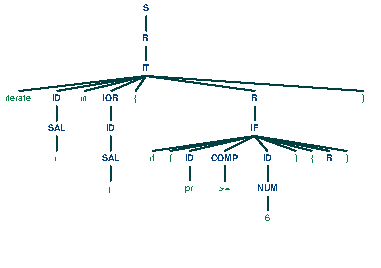 S
R
IT
iterate ID in IOR { R }
SAL ID IF
SAL if ( ID COMP ID ) { R }
pr >= NUM
6